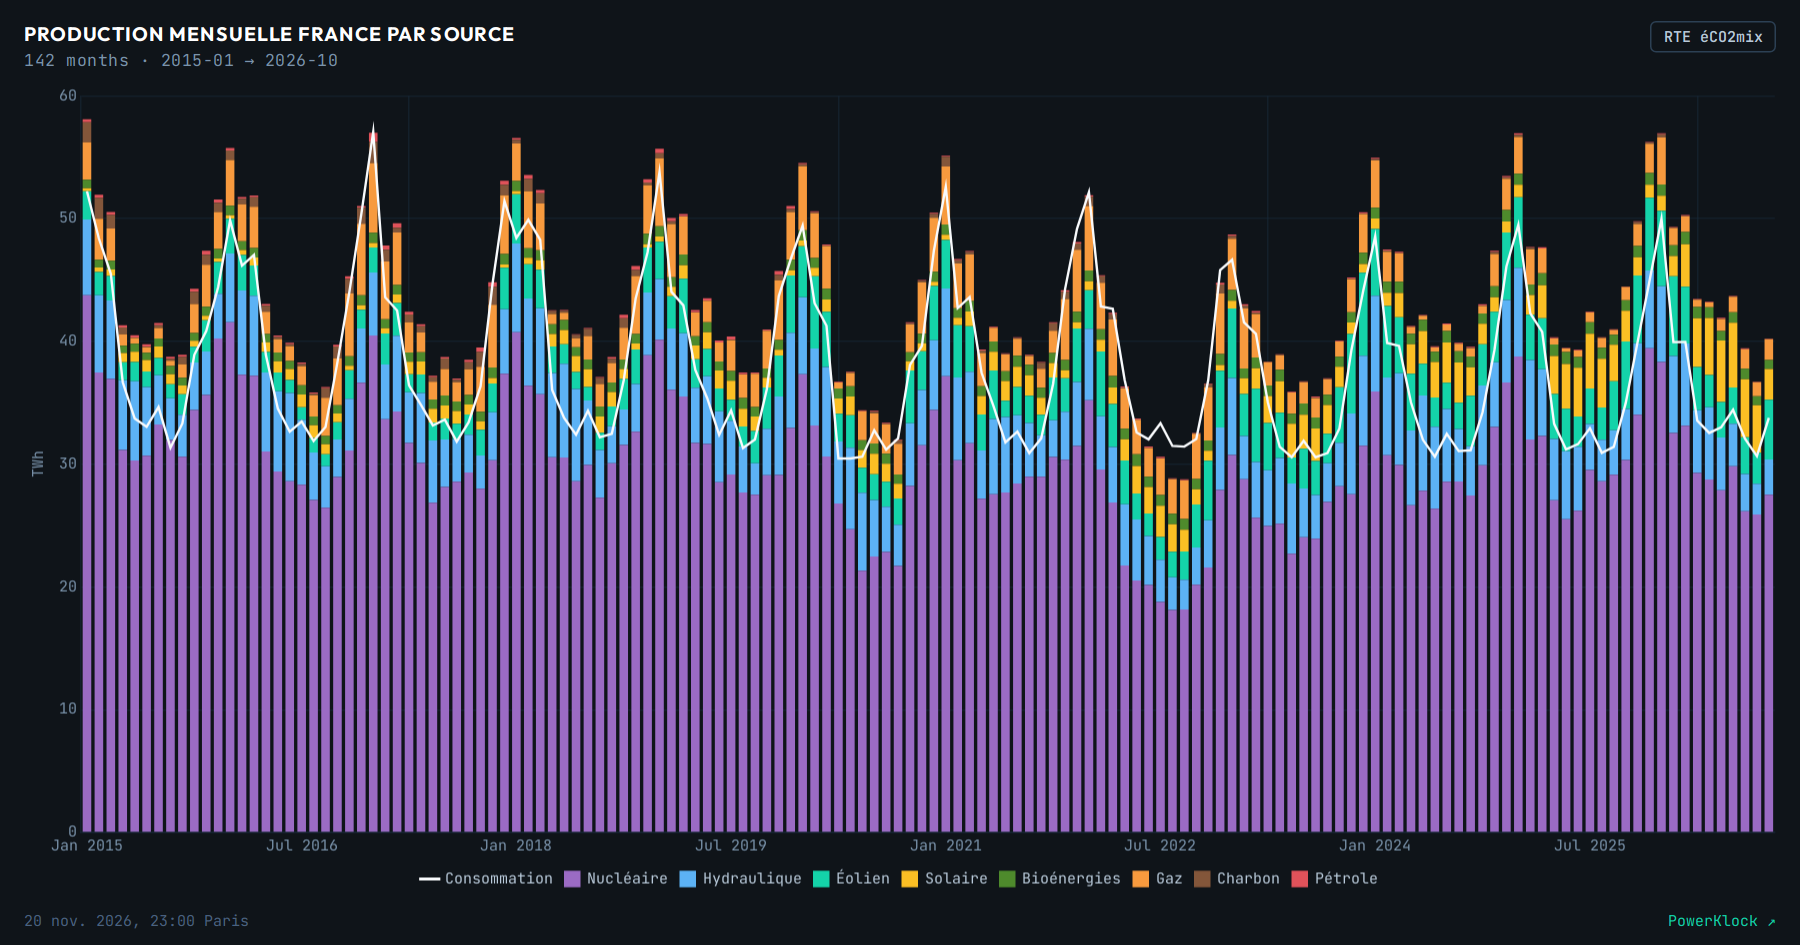 PRODUCTION MENSUELLE FRANCE PAR SOURCE
RTE éCO2mix
142 months · 2015-01 → 2026-10
60
50
40
30
20
10
0
TWh
Jan 2015 Jul 2016 Jan 2018 Jul 2019 Jan 2021 Jul 2022 Jan 2024 Jul 2025
Consommation Nucléaire Hydraulique Éolien Solaire Bioénergies Gaz Charbon Pétrole
20 nov. 2026, 23:00 Paris
PowerKlock ↗